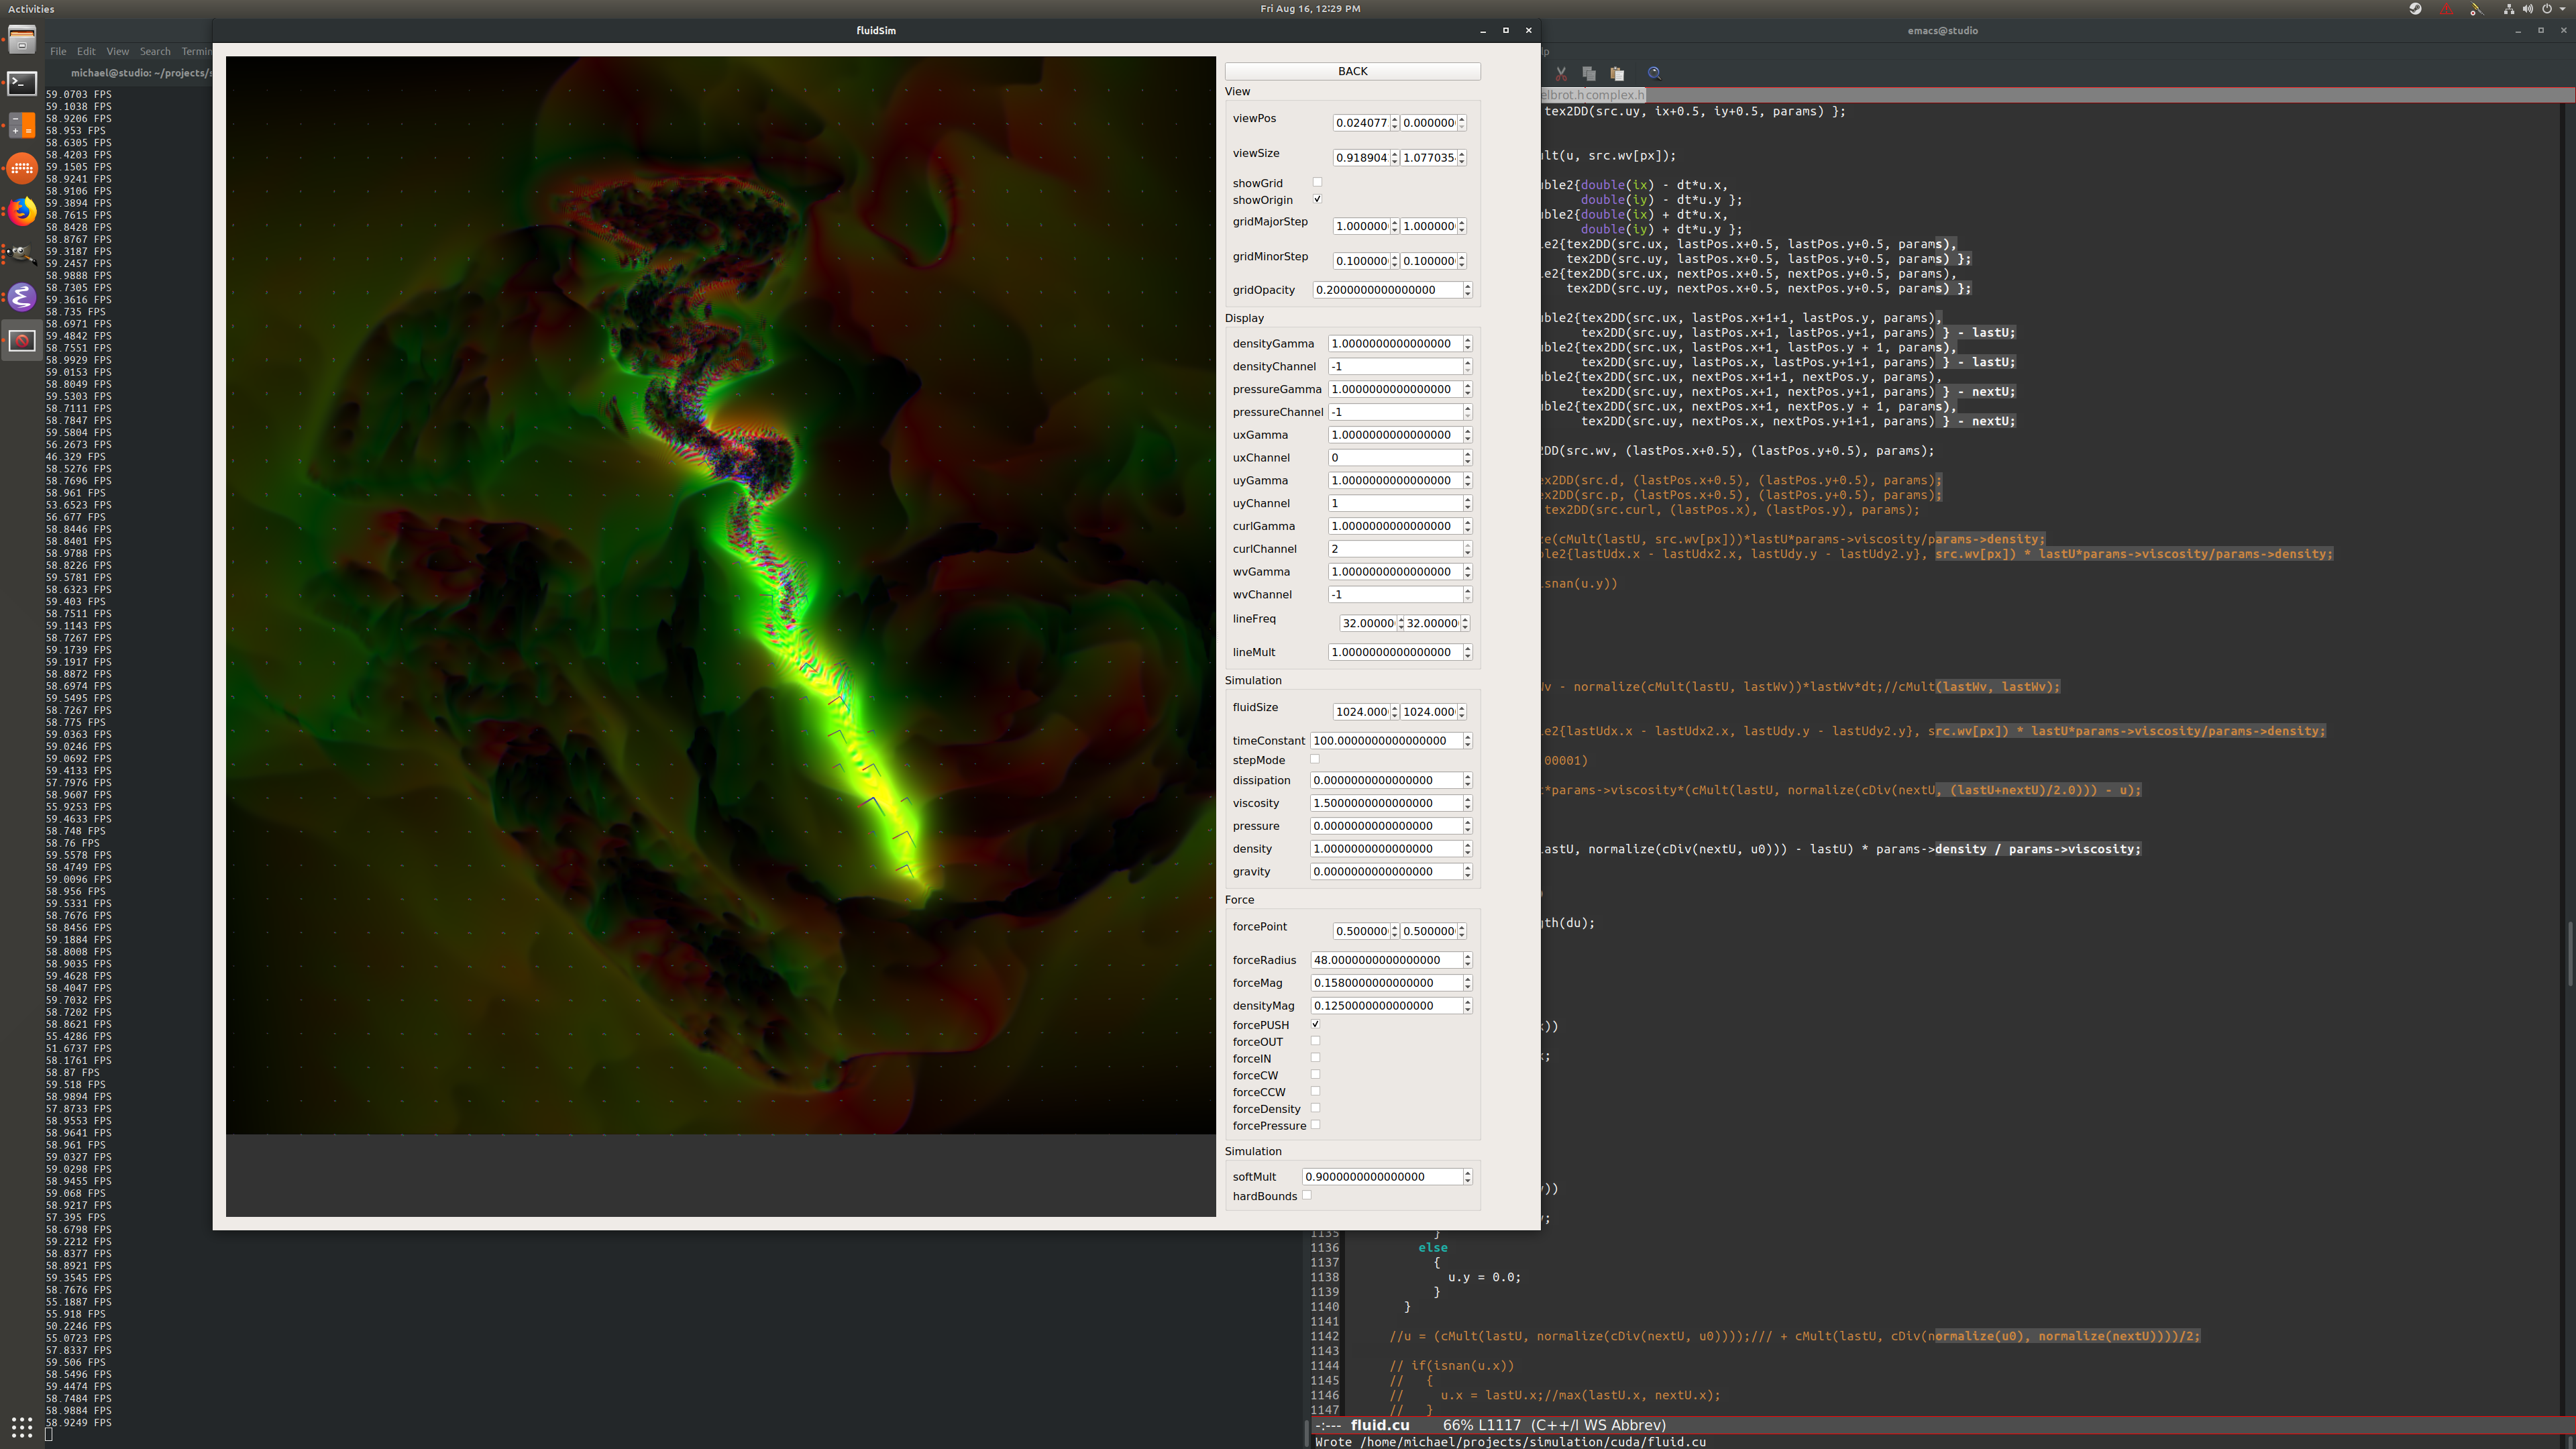 Activities
Fri Aug 16, 12:29 PM
fluidSim
emacs@studio
File Edit View Search Termin
michael@studio: ~/projects/s
59.0703 FPS
59.1038 FPS
58.9206 FPS
58.953 FPS
58.6305 FPS
58.4203 FPS
59.1505 FPS
58.9241 FPS
58.9106 FPS
59.3894 FPS
58.7615 FPS
58.8428 FPS
58.8767 FPS
59.3187 FPS
59.2457 FPS
58.9888 FPS
58.7305 FPS
59.3616 FPS
58.735 FPS
58.6971 FPS
59.4842 FPS
58.7551 FPS
58.9929 FPS
59.0153 FPS
58.8049 FPS
59.5303 FPS
58.7111 FPS
58.7847 FPS
59.5804 FPS
56.2673 FPS
46.329 FPS
58.5276 FPS
58.7696 FPS
58.961 FPS
53.6523 FPS
56.677 FPS
58.8446 FPS
58.8401 FPS
58.9788 FPS
58.8226 FPS
59.5781 FPS
58.6323 FPS
59.403 FPS
58.7511 FPS
59.1143 FPS
58.7267 FPS
59.1739 FPS
59.1917 FPS
58.8872 FPS
58.6974 FPS
59.5495 FPS
58.7267 FPS
58.775 FPS
59.0363 FPS
59.0246 FPS
59.0692 FPS
59.4133 FPS
57.7976 FPS
58.9607 FPS
55.9253 FPS
59.4633 FPS
58.748 FPS
58.76 FPS
59.5578 FPS
58.4749 FPS
59.0096 FPS
58.956 FPS
59.5331 FPS
58.7676 FPS
58.8456 FPS
59.1884 FPS
58.8008 FPS
58.9035 FPS
59.4628 FPS
58.4047 FPS
59.7032 FPS
58.7202 FPS
58.8621 FPS
55.4286 FPS
51.6737 FPS
58.1761 FPS
58.87 FPS
59.518 FPS
58.9894 FPS
57.8733 FPS
58.9553 FPS
58.9641 FPS
58.961 FPS
59.0327 FPS
59.0298 FPS
58.9455 FPS
59.068 FPS
58.9217 FPS
57.395 FPS
58.6798 FPS
59.2212 FPS
58.8377 FPS
58.8921 FPS
59.3545 FPS
58.7676 FPS
55.1887 FPS
55.918 FPS
50.2246 FPS
55.0723 FPS
57.8337 FPS
59.506 FPS
58.5496 FPS
59.4474 FPS
58.7484 FPS
58.9884 FPS
58.9249 FPS
BACK
View
viewPos 0.024077 0.000000
viewSize 0.918904 1.077035
showGrid
showOrigin
gridMajorStep 1.000000 1.000000
gridMinorStep 0.100000 0.100000
gridOpacity 0.2000000000000000
Display
densityGamma 1.0000000000000000
densityChannel -1
pressureGamma 1.0000000000000000
pressureChannel -1
uxGamma 1.0000000000000000
uxChannel 0
uyGamma 1.0000000000000000
uyChannel 1
curlGamma 1.0000000000000000
curlChannel 2
wvGamma 1.0000000000000000
wvChannel -1
lineFreq 32.00000 32.00000
lineMult 1.0000000000000000
Simulation
fluidSize 1024.000 1024.000
timeConstant 100.0000000000000000
stepMode
dissipation 0.0000000000000000
viscosity 1.5000000000000000
pressure 0.0000000000000000
density 1.0000000000000000
gravity 0.0000000000000000
Force
forcePoint 0.500000 0.500000
forceRadius 48.0000000000000000
forceMag 0.1580000000000000
densityMag 0.1250000000000000
forcePUSH
forceOUT
forceIN
forceCW
forceCCW
forceDensity
forcePressure
Simulation
softMult 0.9000000000000000
hardBounds
lp
elbrot.h complex.h
tex2DD(src.uy, ix+0.5, iy+0.5, params) };
ult(u, src.wv[px]);
uble2{double(ix) - dt*u.x,
double(iy) - dt*u.y };
uble2{double(ix) + dt*u.x,
double(iy) + dt*u.y };
le2{tex2DD(src.ux, lastPos.x+0.5, lastPos.y+0.5, params),
tex2DD(src.uy, lastPos.x+0.5, lastPos.y+0.5, params) };
le2{tex2DD(src.ux, nextPos.x+0.5, nextPos.y+0.5, params),
tex2DD(src.uy, nextPos.x+0.5, nextPos.y+0.5, params) };
uble2{tex2DD(src.ux, lastPos.x+1+1, lastPos.y, params),
tex2DD(src.uy, lastPos.x+1, lastPos.y+1, params) } - lastU;
uble2{tex2DD(src.ux, lastPos.x+1, lastPos.y + 1, params),
tex2DD(src.uy, lastPos.x, lastPos.y+1+1, params) } - lastU;
uble2{tex2DD(src.ux, nextPos.x+1+1, nextPos.y, params),
tex2DD(src.uy, nextPos.x+1, nextPos.y+1, params) } - nextU;
uble2{tex2DD(src.ux, nextPos.x+1, nextPos.y + 1, params),
tex2DD(src.uy, nextPos.x, nextPos.y+1+1, params) } - nextU;
2DD(src.wv, (lastPos.x+0.5), (lastPos.y+0.5), params);
tex2DD(src.d, (lastPos.x+0.5), (lastPos.y+0.5), params);
tex2DD(src.p, (lastPos.x+0.5), (lastPos.y+0.5), params);
tex2DD(src.curl, (lastPos.x), (lastPos.y), params);
ze(cMult(lastU, src.wv[px]))*lastU*params->viscosity/params->density;
ble2{lastUdx.x - lastUdx2.x, lastUdy.y - lastUdy2.y}, src.wv[px]) * lastU*params->viscosity/params->density;
snan(u.y))
Wv - normalize(cMult(lastU, lastWv))*lastWv*dt;//cMult(lastWv, lastWv);
le2{lastUdx.x - lastUdx2.x, lastUdy.y - lastUdy2.y}, src.wv[px]) * lastU*params->viscosity/params->density;
00001)
t*params->viscosity*(cMult(lastU, normalize(cDiv(nextU, (lastU+nextU)/2.0))) - u);
lastU, normalize(cDiv(nextU, u0))) - lastU) * params->density / params->viscosity;
gth(du);
1135 }
1136 else
1137 {
1138 u.y = 0.0;
1139 }
1140 }
1141
1142 //u = (cMult(lastU, normalize(cDiv(nextU, u0))));/// + cMult(lastU, cDiv(normalize(u0), normalize(nextU))))/2;
1143
1144 // if(isnan(u.x))
1145 // {
1146 // u.x = lastU.x;//max(lastU.x, nextU.x);
1147 // }
-:--- fluid.cu 66% L1117 (C++/l WS Abbrev)
Wrote /home/michael/projects/simulation/cuda/fluid.cu